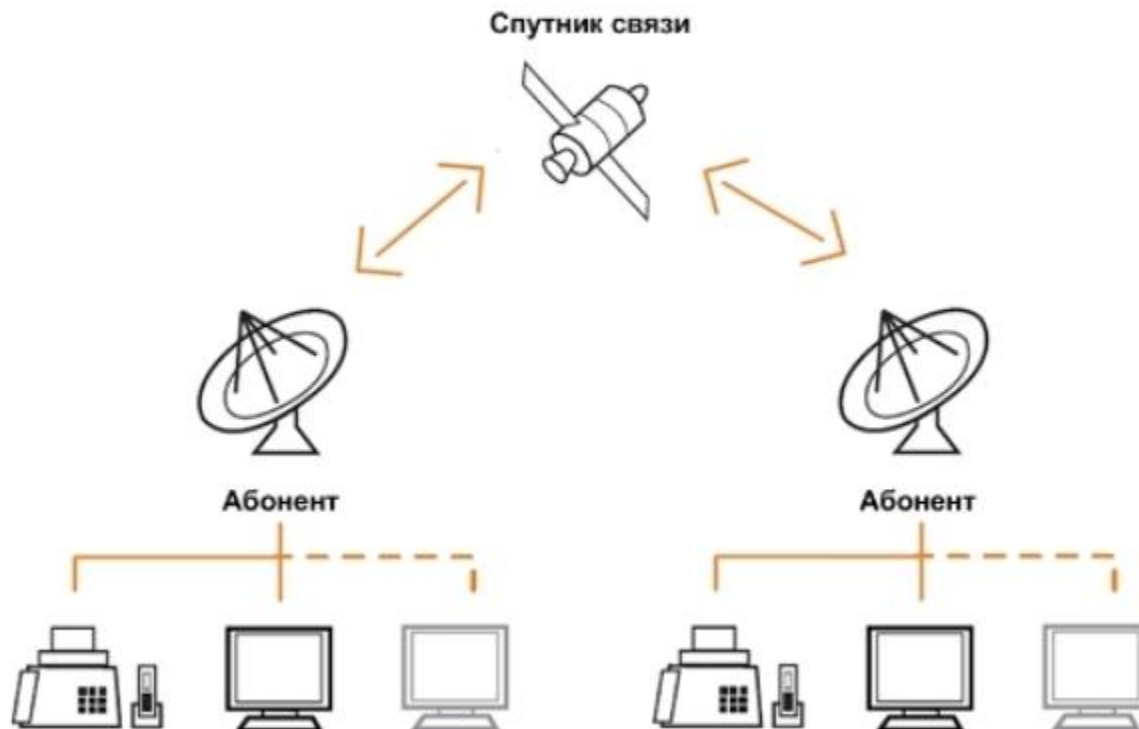 Спутник связи
Абонент
Абонент